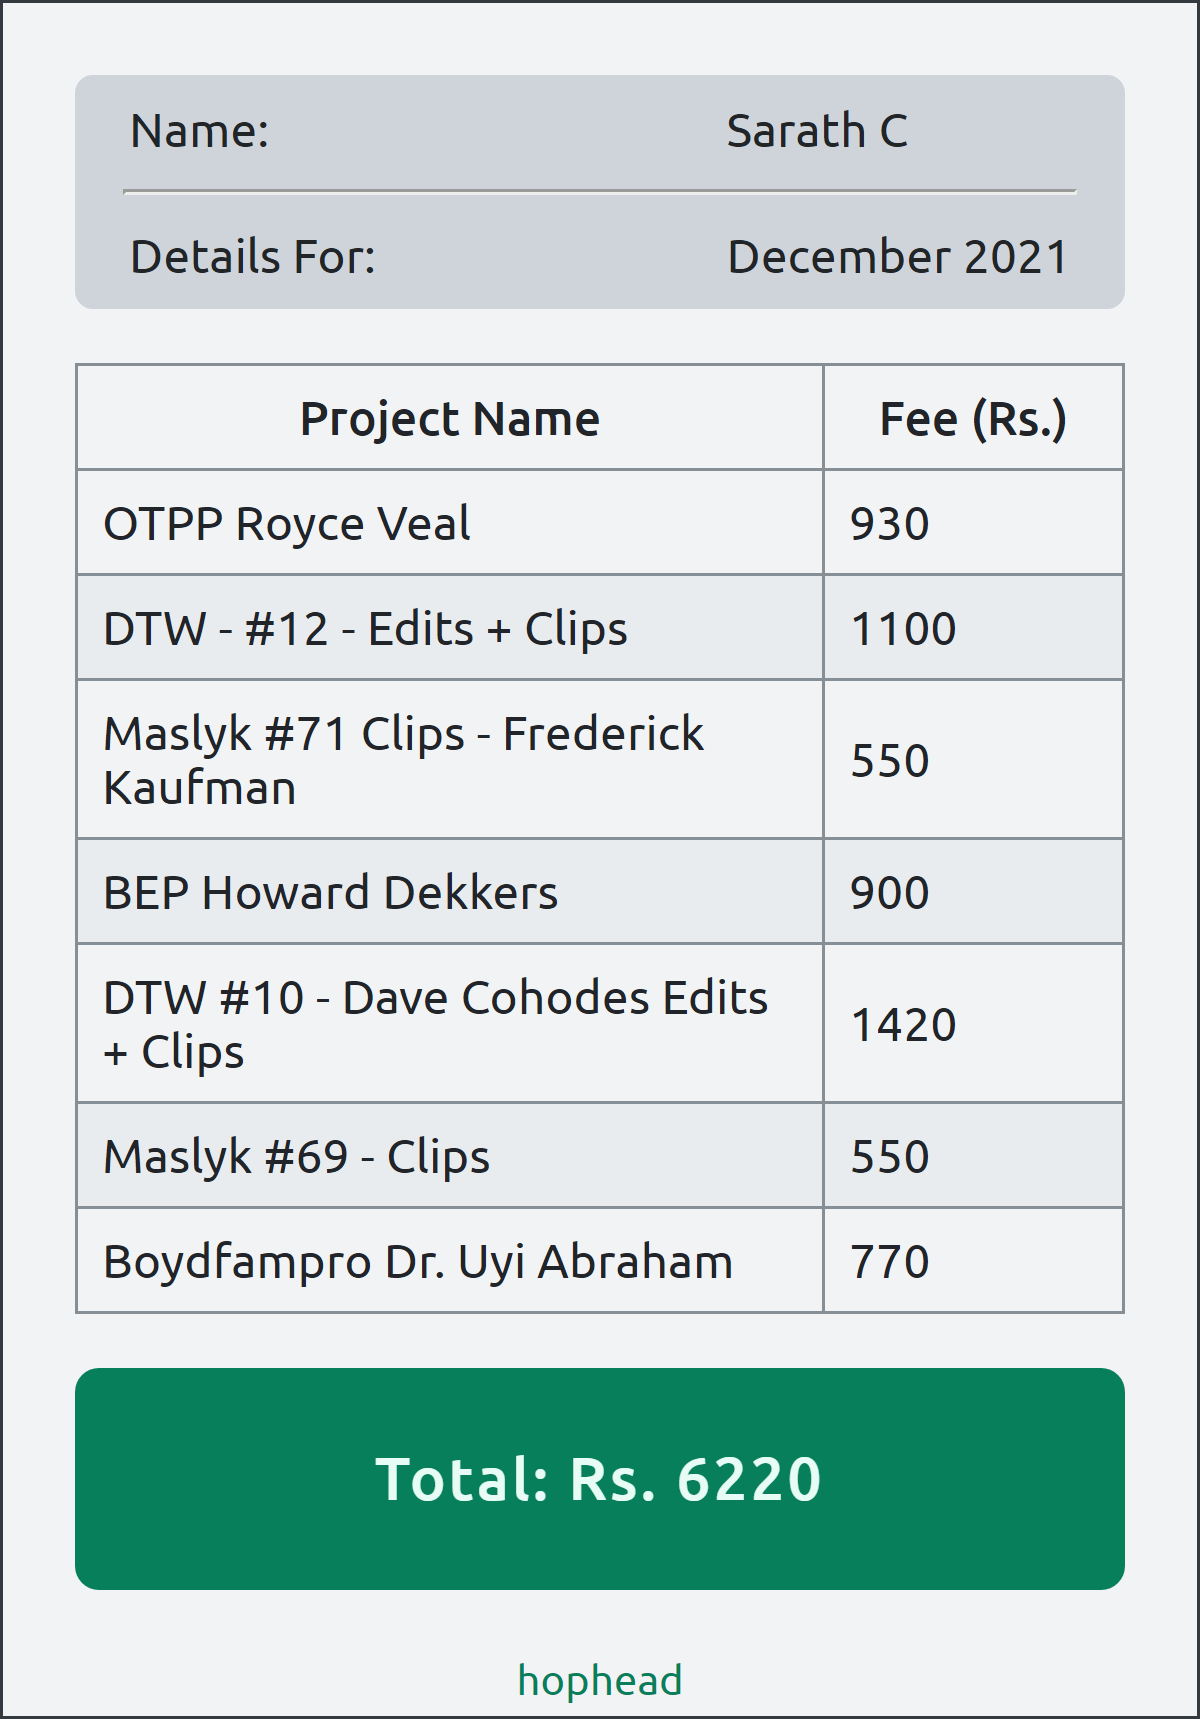 Name: Sarath C
Details For: December 2021
Project Name Fee (Rs.)
OTPP Royce Veal 930
DTW - #12 - Edits + Clips 1100
Maslyk #71 Clips - Frederick
Kaufman 550
BEP Howard Dekkers 900
DTW #10 - Dave Cohodes Edits
+ Clips 1420
Maslyk #69 - Clips 550
Boydfampro Dr. Uyi Abraham 770
Total: Rs. 6220
hophead